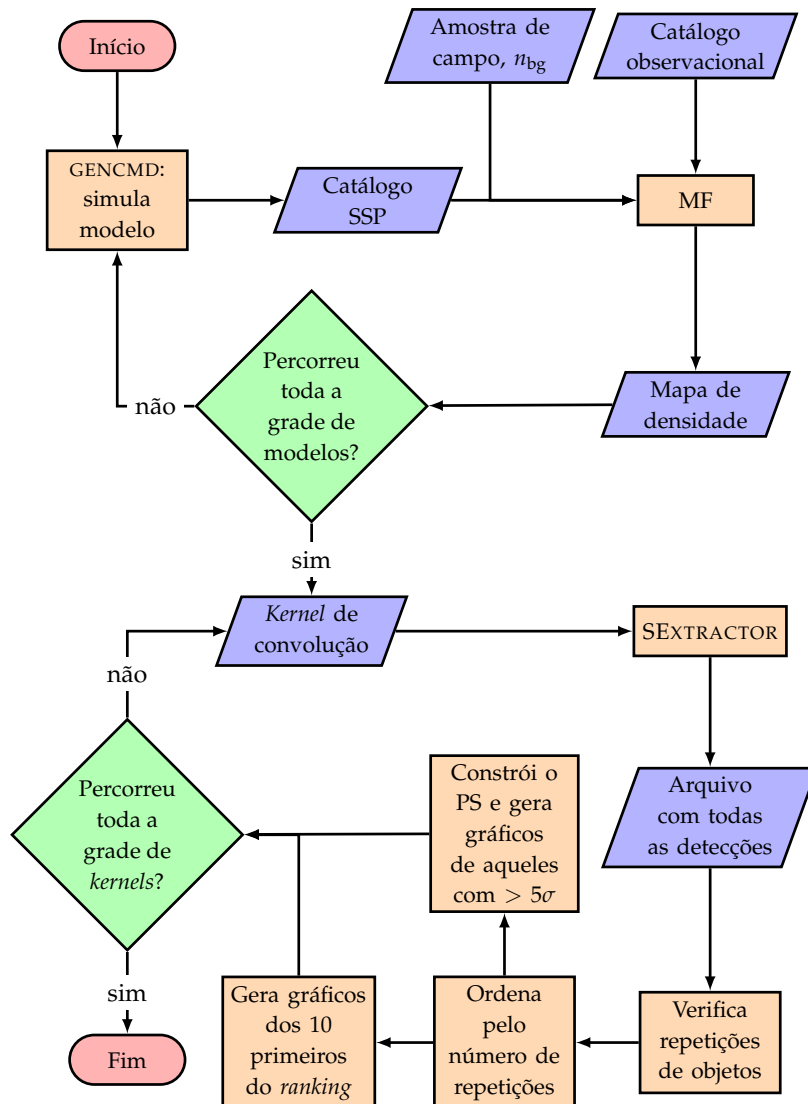 Início
Amostra de
campo, n_bg
Catálogo
observacional
GENCMD:
simula
modelo
Catálogo
SSP
MF
Percorreu
toda a
grade de
modelos?
não
Mapa de
densidade
sim
Kernel de
convolução
SEXTRACTOR
não
Percorreu
toda a
grade de
kernels?
Constrói o
PS e gera
gráficos
de aqueles
com > 5σ
Arquivo
com todas
as detecções
sim
Gera gráficos
dos 10
primeiros
do ranking
Ordena
pelo
número de
repetições
Verifica
repetições
de objetos
Fim